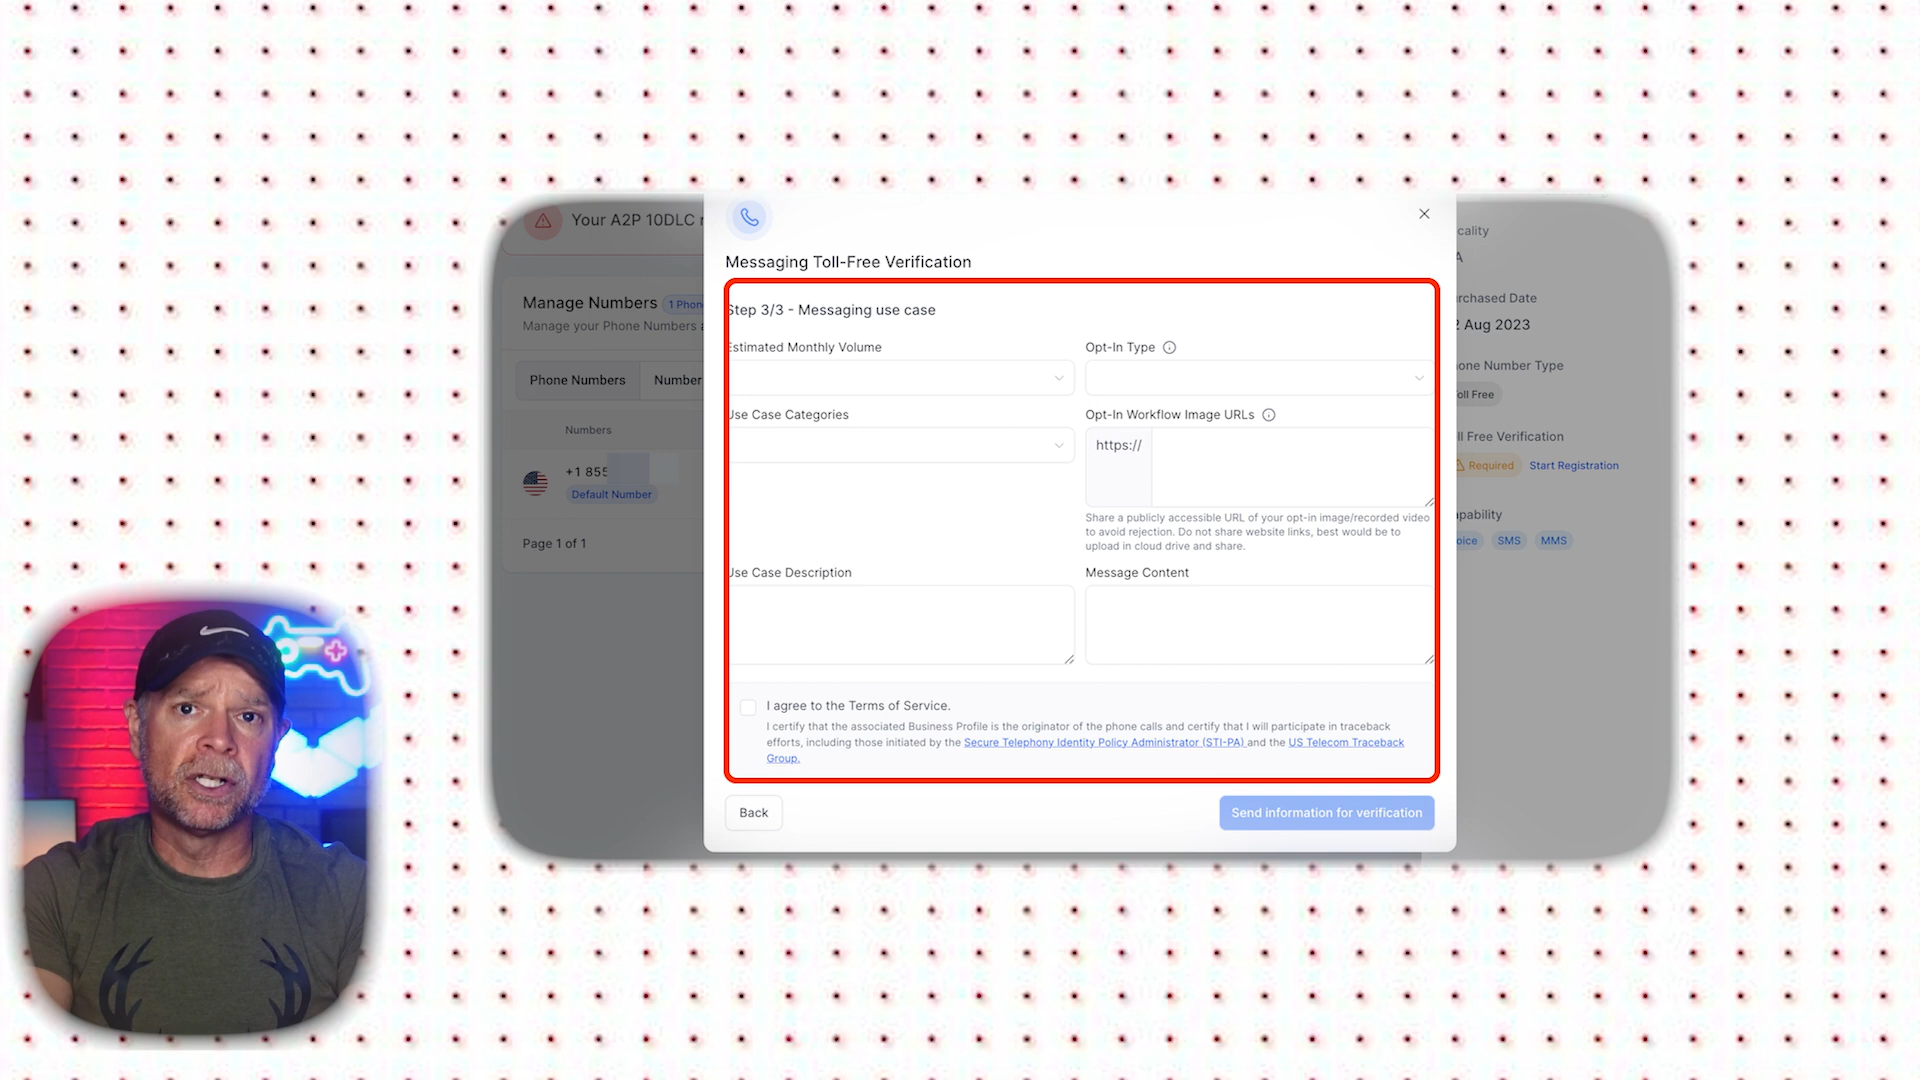 Your A2P 10DLC
Manage Numbers
1 Phon
Manage your Phone Numbers
Phone Numbers
Number
Numbers
+1 855
Default Number
Page 1 of 1
Messaging Toll-Free Verification
Step 3/3 - Messaging use case
Estimated Monthly Volume
Opt-In Type
Use Case Categories
Opt-In Workflow Image URLs
https://
Share a publicly accessible URL of your opt-in image/recorded video
to avoid rejection. Do not share website links, best would be to
upload in cloud drive and share.
Use Case Description
Message Content
I agree to the Terms of Service.
I certify that the associated Business Profile is the originator of the phone calls and certify that I will participate in traceback
efforts, including those initiated by the Secure Telephony Identity Policy Administrator (STI-PA) and the US Telecom Traceback
Group.
Back
Send information for verification
cality
A
rchased Date
2 Aug 2023
one Number Type
oll Free
ll Free Verification
Required
Start Registration
apability
oice
SMS
MMS